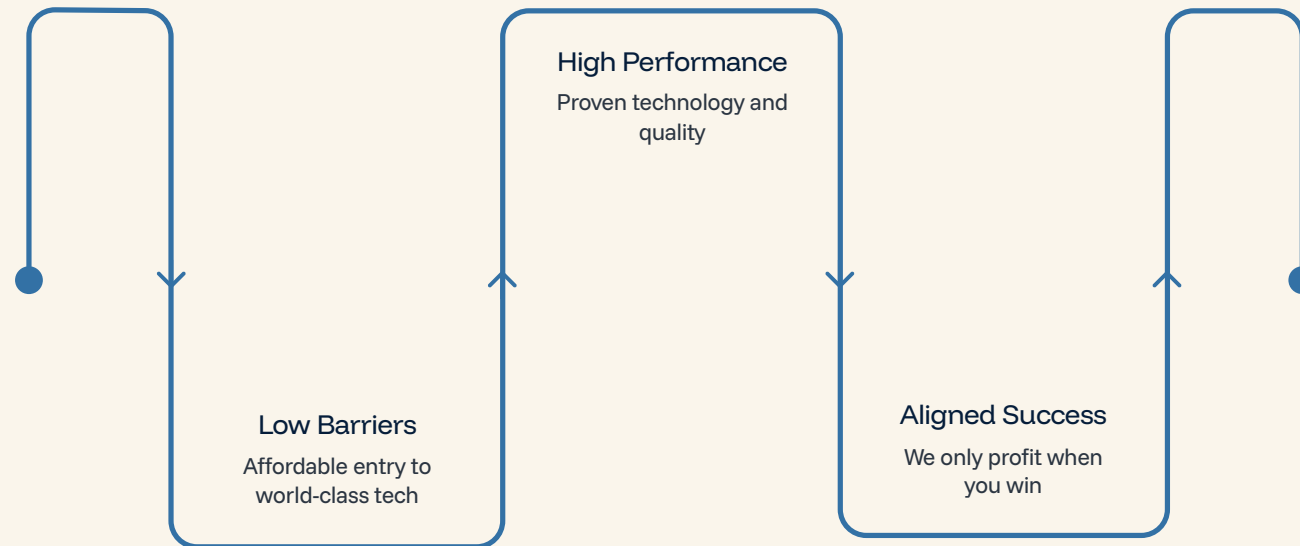 High Performance
Proven technology and
quality
Low Barriers
Affordable entry to
world-class tech
Aligned Success
We only profit when
you win